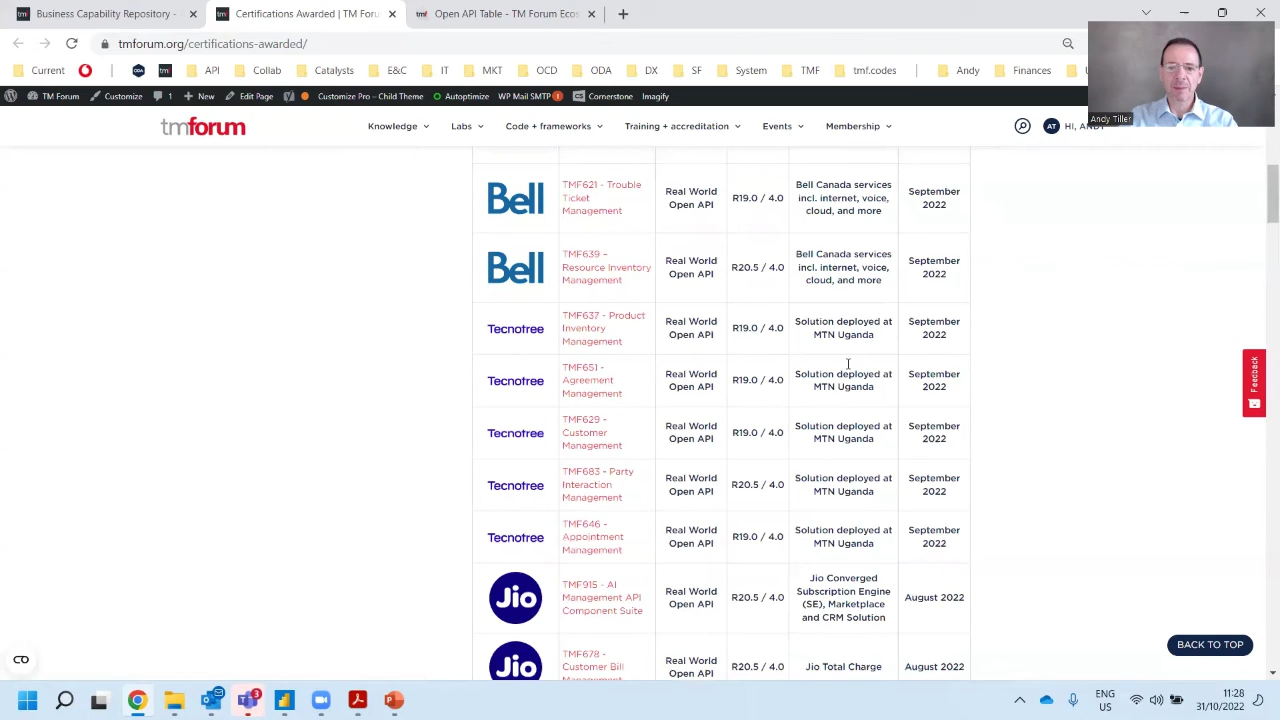 Business Capability Repository -
Certifications Awarded | TM For
API Table - TM Forum Ecos
tmforum.org/certifications-awarded/
Current
API
Collab
Catalysts
E&C
IT
MKT
OCD
ODA
DX
SF
System
TMF
tmf.codes
Andy
Finances
TM Forum
Customize
1
New
Edit Page
Customize Pro – Child Theme
Autoptimize
WP Mail SMTP 1
Cornerstone
Imagify
Andy Tiller
tmforum
Knowledge
Labs
Code + frameworks
Training + accreditation
Events
Membership
AT
HI, ANDY
Bell
TMF621 - Trouble
Ticket
Management
Real World
Open API
R19.0 / 4.0
Bell Canada services
incl. internet, voice,
cloud, and more
September
2022
Bell
TMF639 –
Resource Inventory
Management
Real World
Open API
R20.5 / 4.0
Bell Canada services
incl. internet, voice,
cloud, and more
September
2022
Tecnotree
TMF637 - Product
Inventory
Management
Real World
Open API
R19.0 / 4.0
Solution deployed at
MTN Uganda
September
2022
Tecnotree
TMF651 -
Agreement
Management
Real World
Open API
R19.0 / 4.0
Solution deployed at
MTN Uganda
September
2022
Tecnotree
TMF629 –
Customer
Management
Real World
Open API
R19.0 / 4.0
Solution deployed at
MTN Uganda
September
2022
Tecnotree
TMF683 - Party
Interaction
Management
Real World
Open API
R20.5 / 4.0
Solution deployed at
MTN Uganda
September
2022
Tecnotree
TMF646 -
Appointment
Management
Real World
Open API
R19.0 / 4.0
Solution deployed at
MTN Uganda
September
2022
Jio
TMF915 - AI
Management API
Component Suite
Real World
Open API
R20.5 / 4.0
Jio Converged
Subscription Engine
(SE), Marketplace
and CRM Solution
August 2022
Jio
TMF678 -
Customer Bill
Management
Real World
Open API
R20.5 / 4.0
Jio Total Charge
August 2022
Feedback
BACK TO TOP
3
ENG
US
11:28
31/10/2022